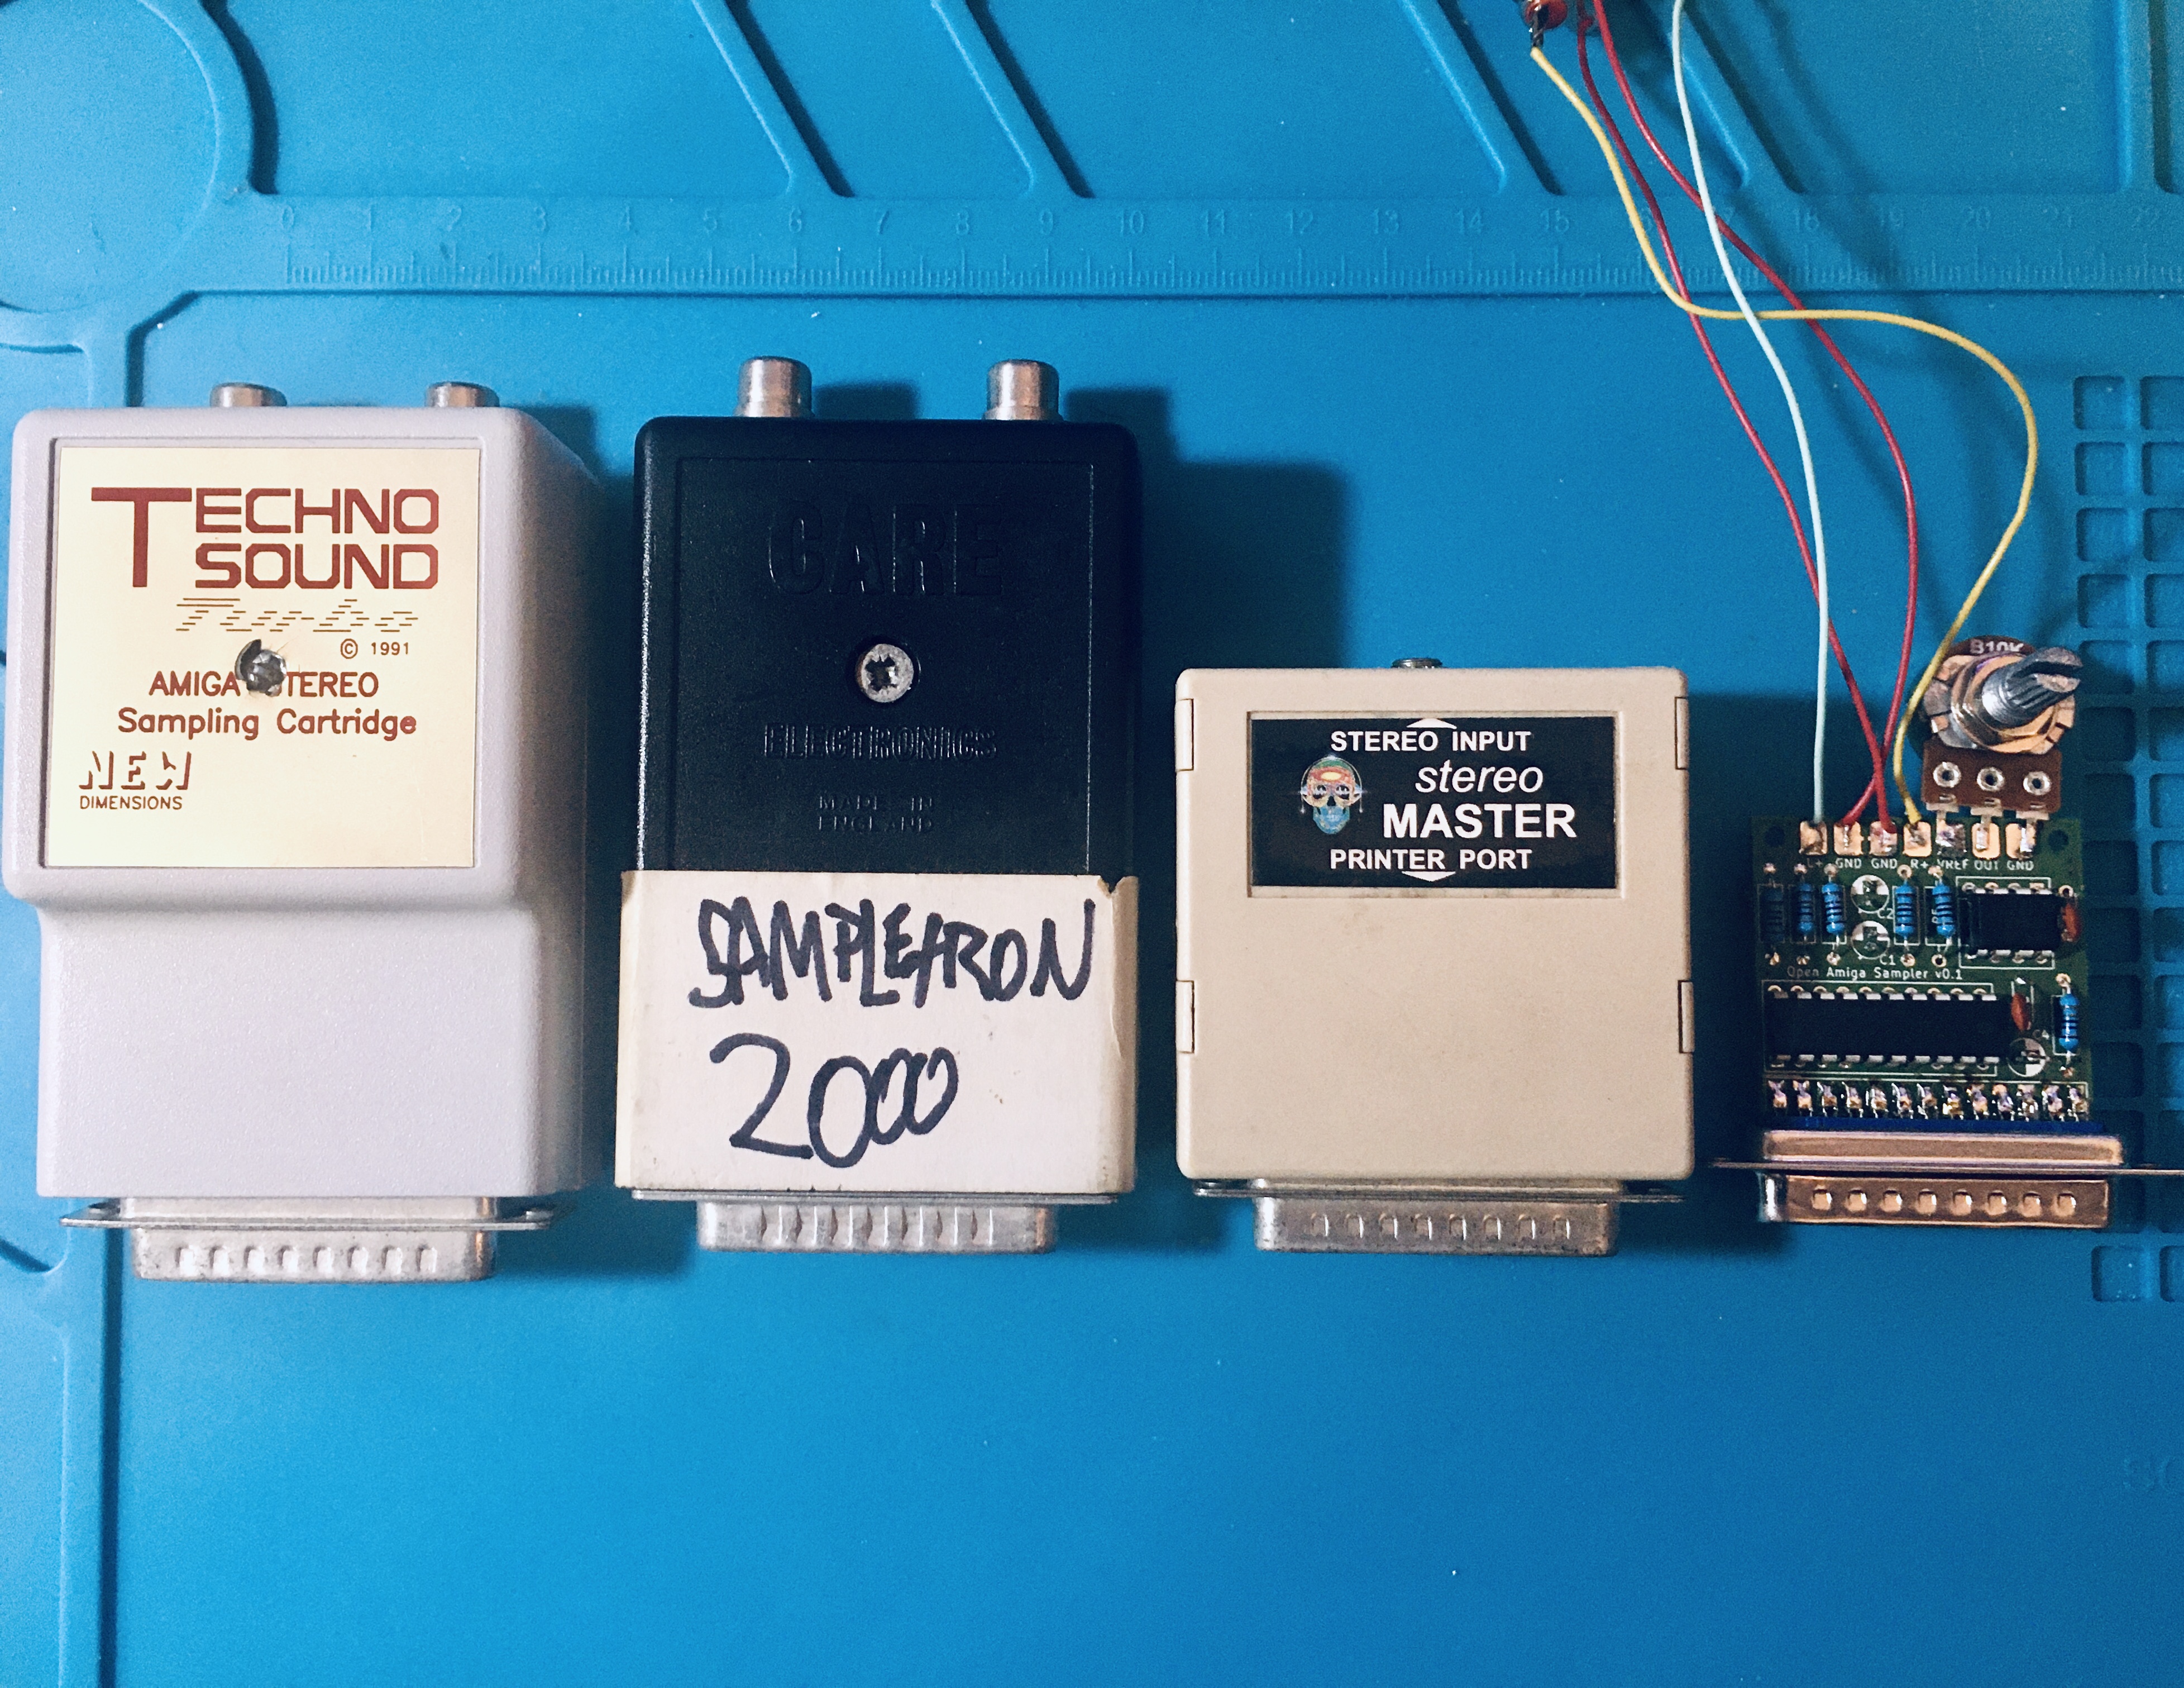 0 1 2 3 4 5 6 7 8 9 10 11 12 13 14 15 16 17 18 19 20 21 22
TECHNO
SOUND
Turbo
© 1991
AMIGA STEREO
Sampling Cartridge
NEW
DIMENSIONS
CARE
ELECTRONICS
MADE IN
ENGLAND
SAMPLETRON
2000
STEREO INPUT
stereo
MASTER
PRINTER PORT
B10K
L+ GND GND R+ VREF OUT GND
C2
C1
Open Amiga Sampler v0.1
C4